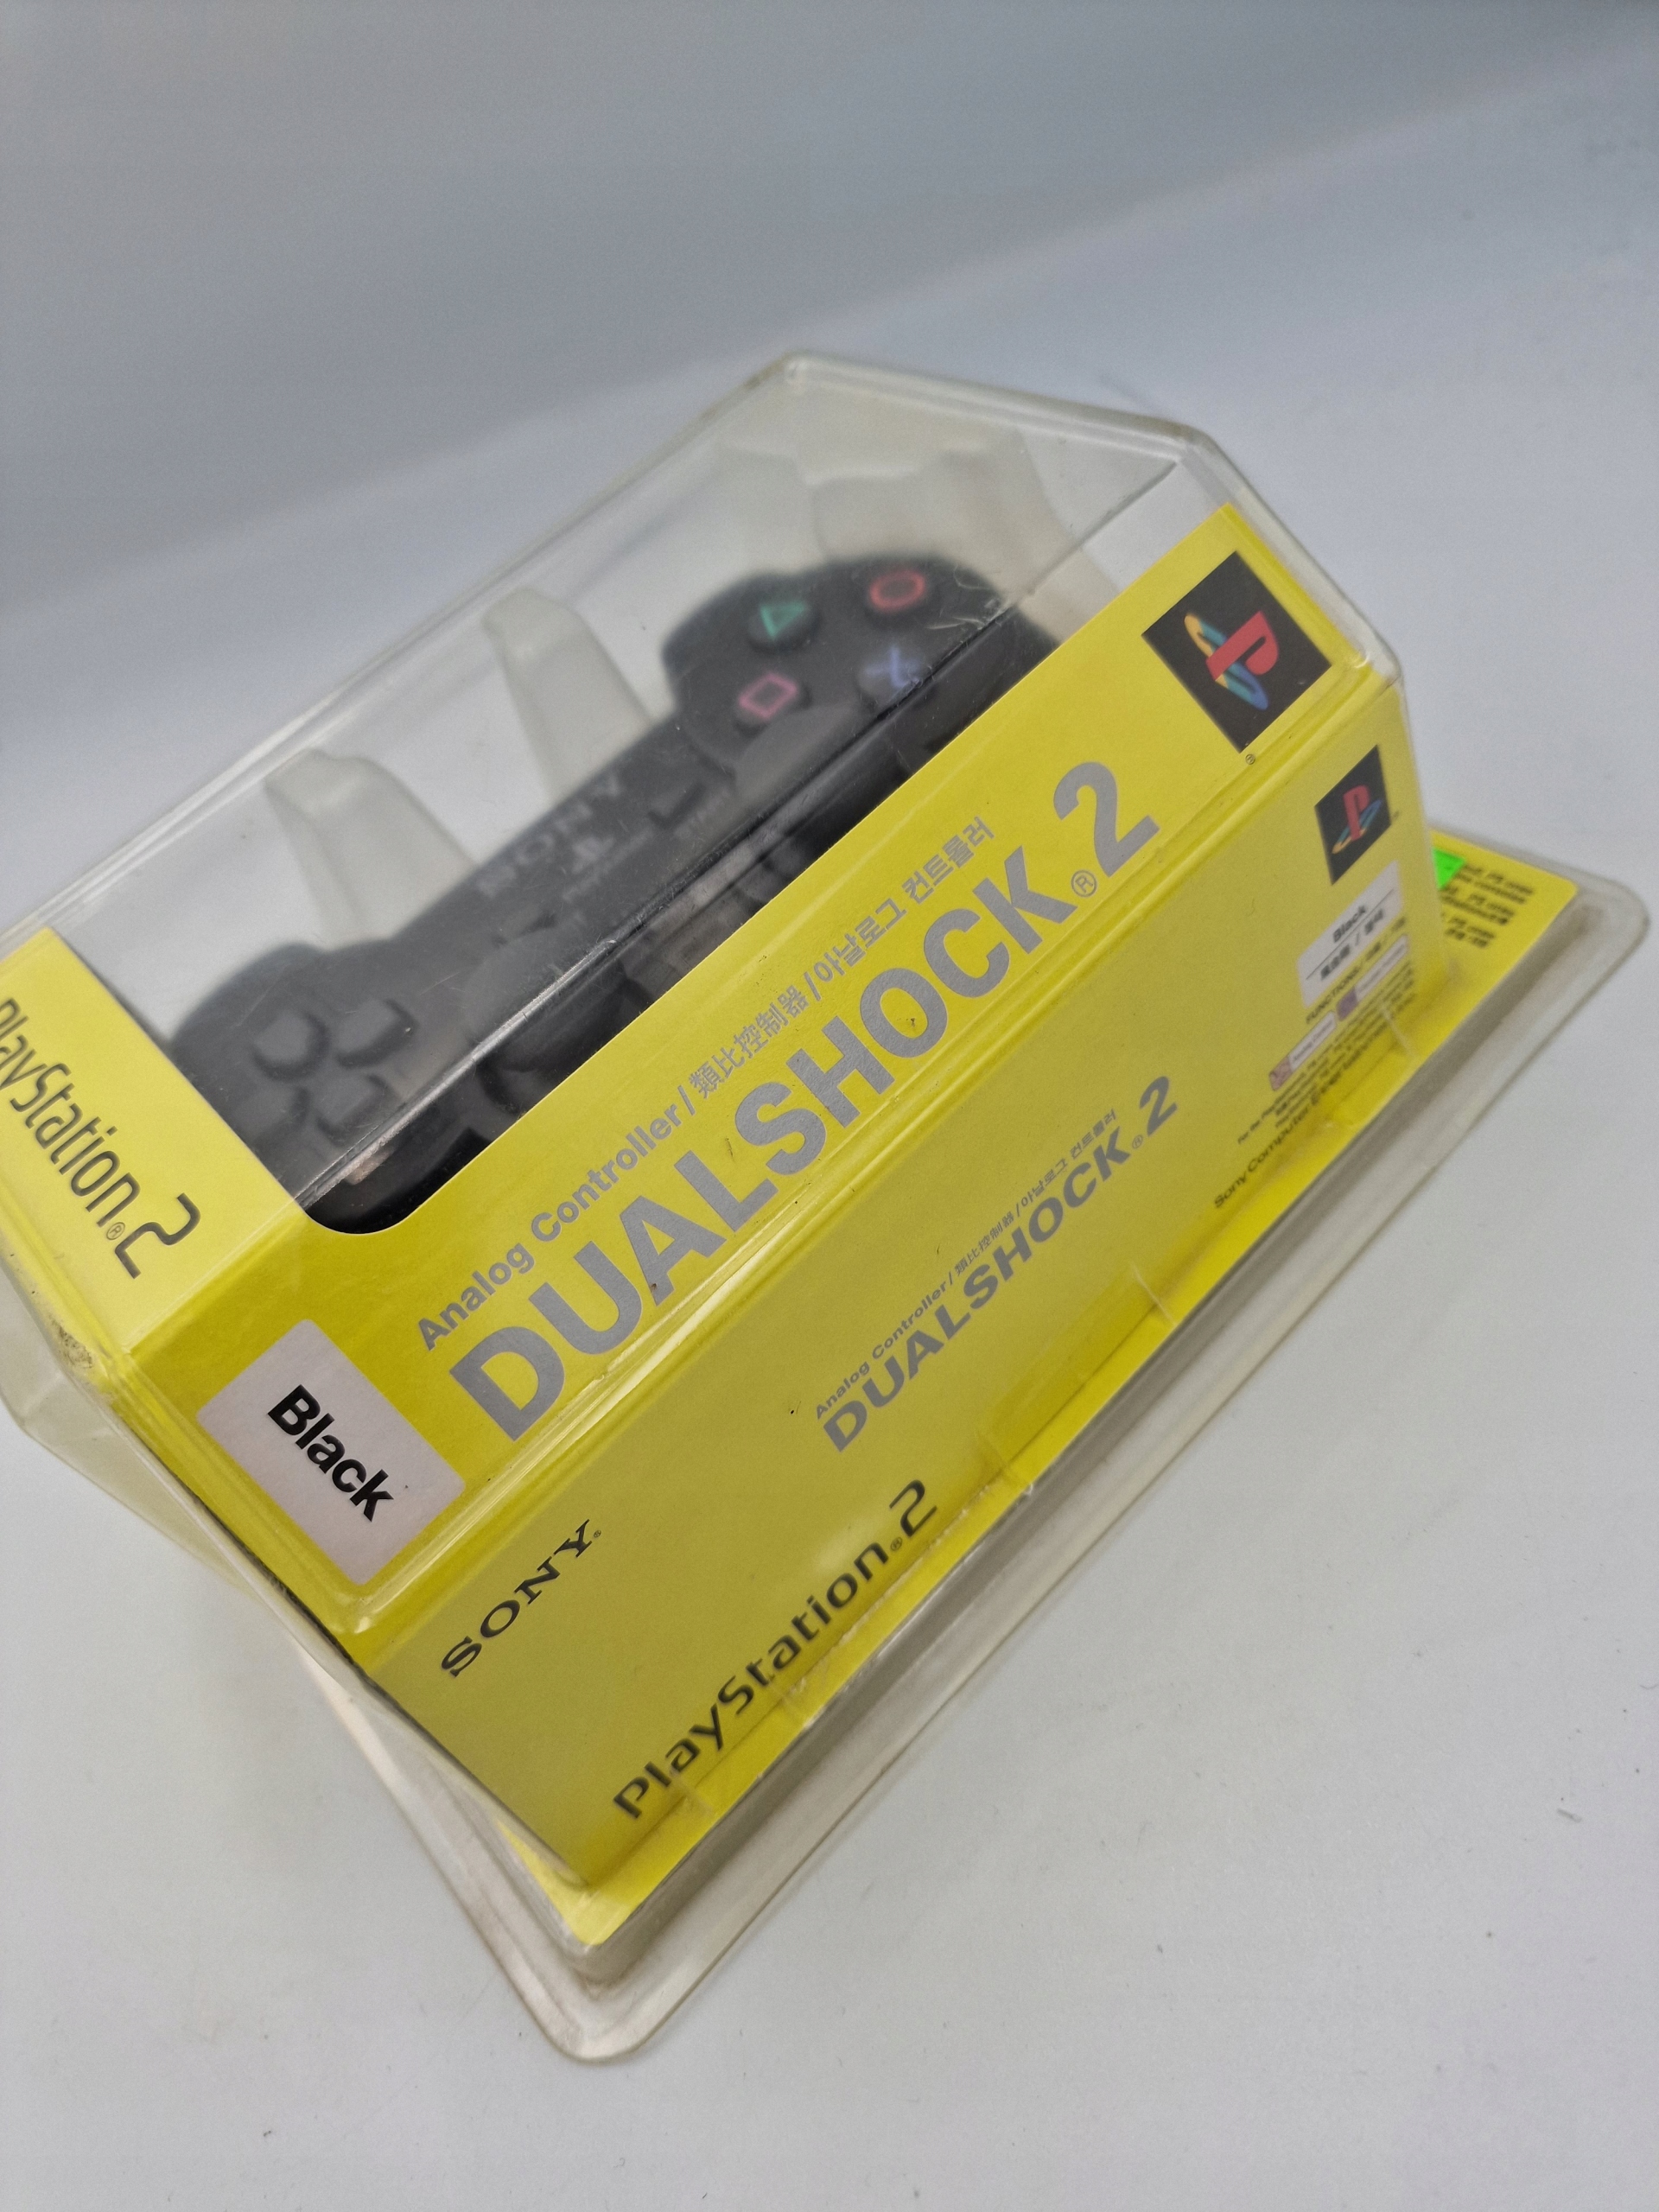 SONY
PlayStation®2
Black
Analog Controller / 類比控制器 / 아날로그 컨트롤러
DUALSHOCK®2
®
SONY®
PlayStation®2
Analog Controller / 類比控制器 / 아날로그 컨트롤러
DUALSHOCK®2
Black
Sony Computer